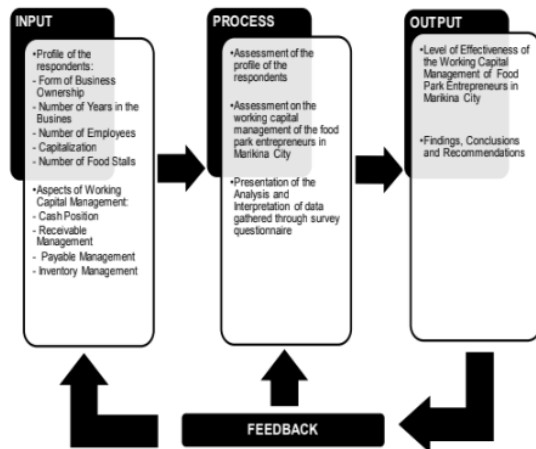 INPUT
•Profile of the
respondents:
- Form of Business
Ownership
- Number of Years in the
Busines
- Number of Employees
- Capitalization
- Number of Food Stalls
•Aspects of Working
Capital Management:
- Cash Position
- Receivable
Management
- Payable Management
- Inventory Management
PROCESS
•Assessment of the
profile of the
respondents
•Assessment on the
working capital
management of the food
park entrepreneurs in
Marikina City
•Presentation of the
Analysis and
Interpretation of data
gathered through survey
questionnaire
OUTPUT
•Level of Effectiveness of
the Working Capital
Management of Food
Park Entrepreneurs in
Marikina City
•Findings, Conclusions
and Recommendations
FEEDBACK